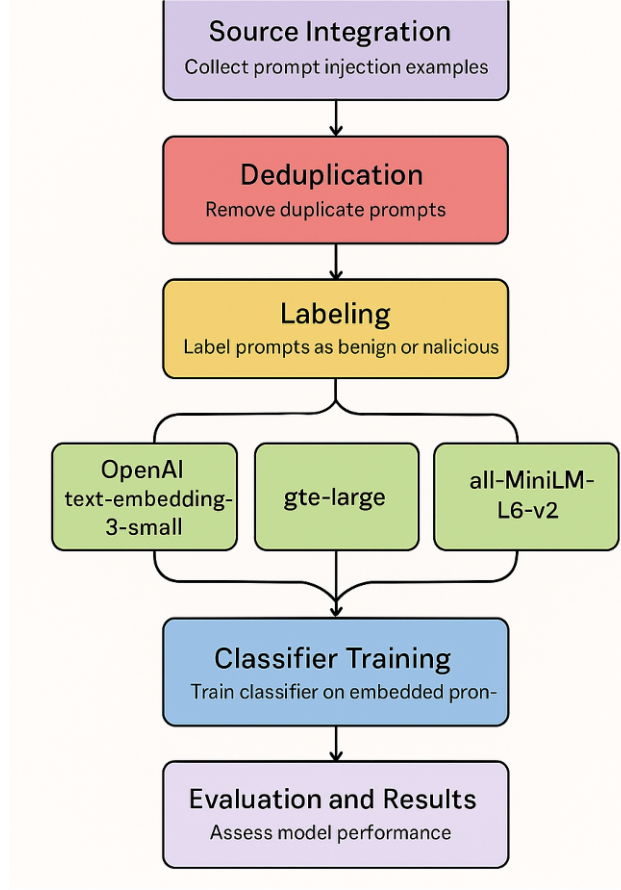 Source Integration
Collect prompt injection examples
Deduplication
Remove duplicate prompts
Labeling
Label prompts as benign or nalicious
OpenAI
text-embedding-
3-small
gte-large
all-MiniLM-
L6-v2
Classifier Training
Train classifier on embedded pron-
Evaluation and Results
Assess model performance